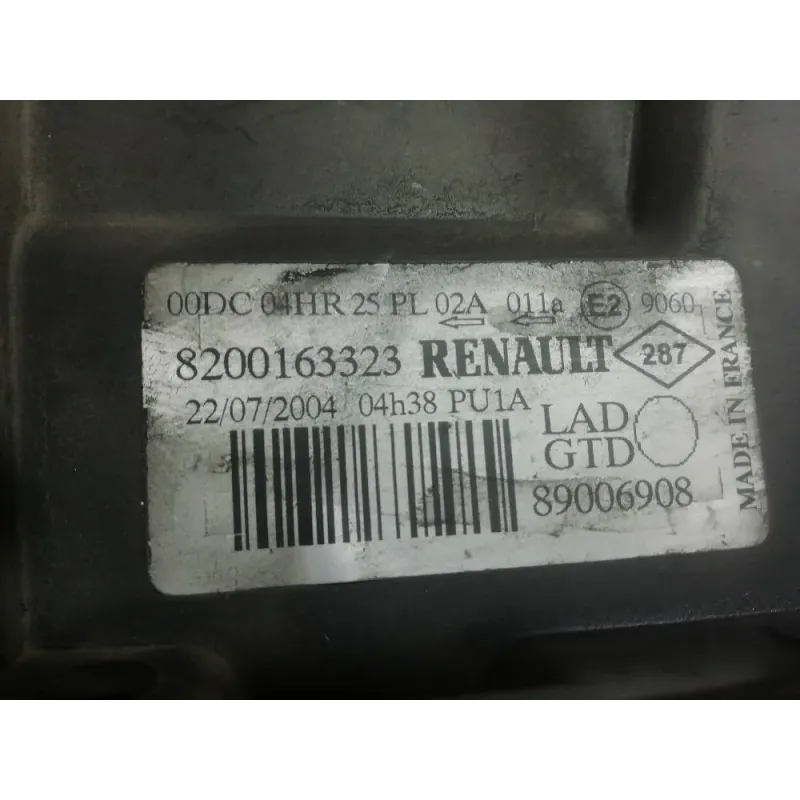 00DC 04HR 25 PL 02A 011a E2 9060
8200163323 RENAULT 287
22/07/2004 04h38 PU1A
LAD
GTD
89006908
MADE IN FRANCE